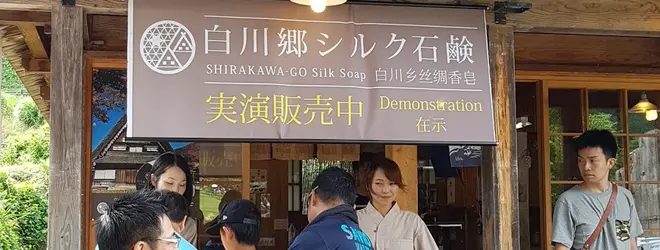 白川郷シルク石鹸
SHIRAKAWA-GO Silk Soap 白川乡丝绸香皂
実演販売中 Demonstration
在示